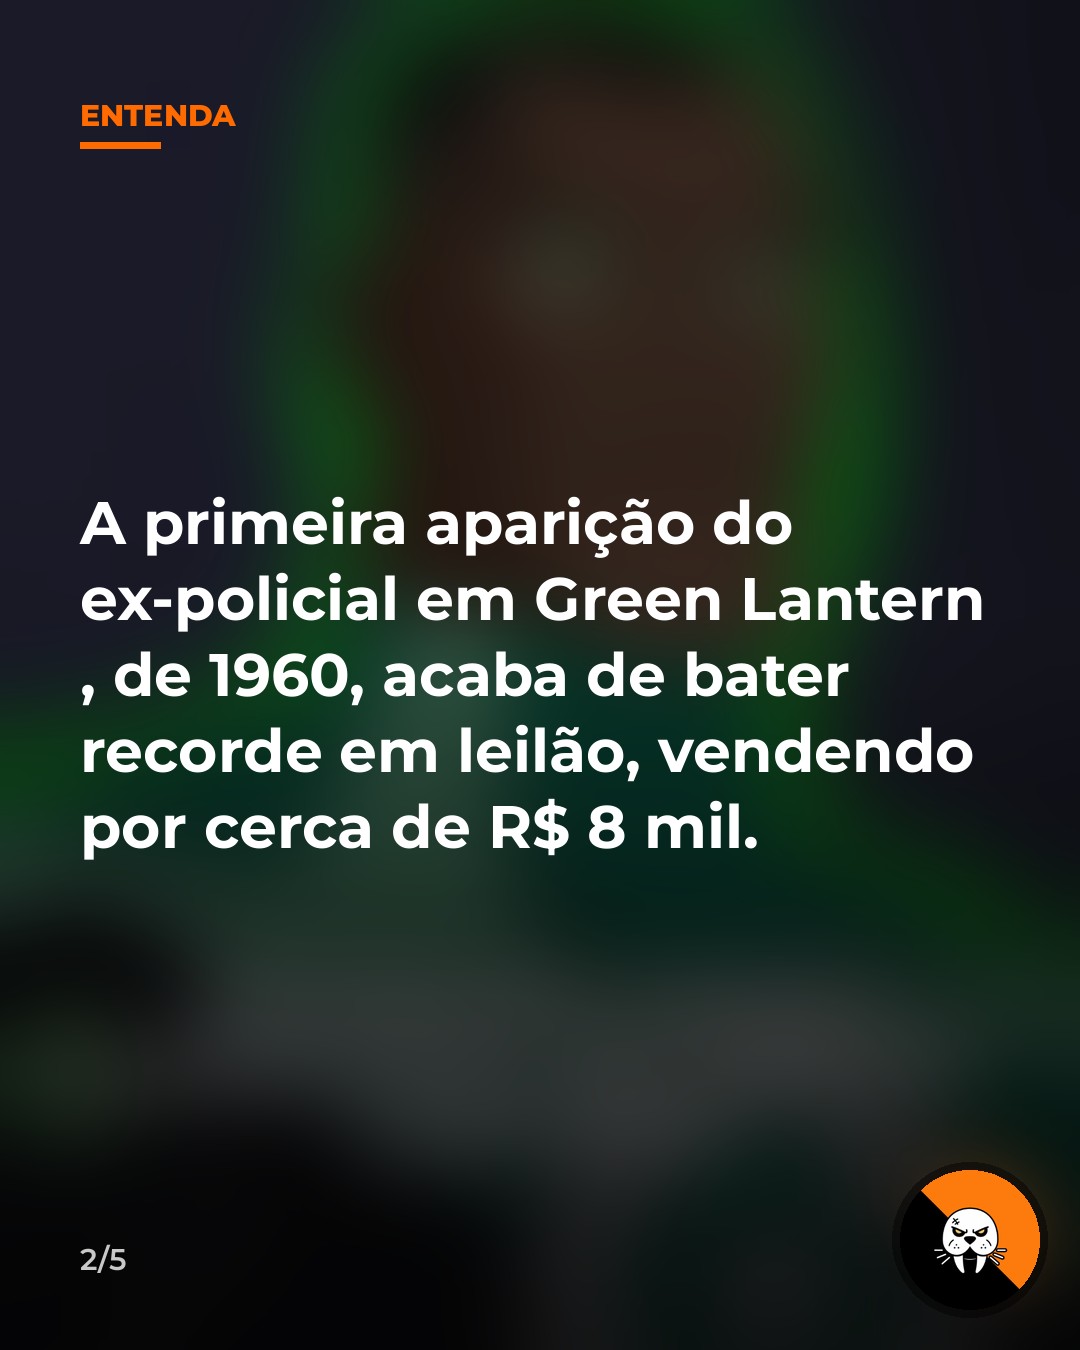 ENTENDA
A primeira aparição do
ex-policial em Green Lantern
, de 1960, acaba de bater
recorde em leilão, vendendo
por cerca de R$ 8 mil.
2/5